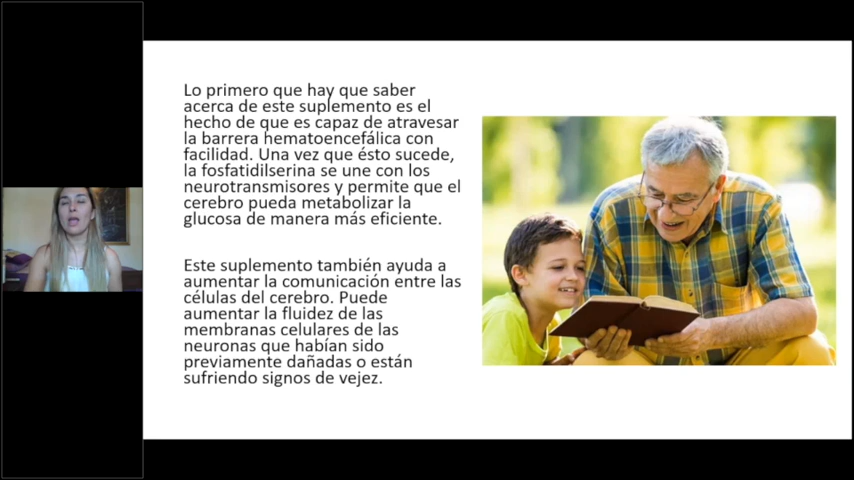 Lo primero que hay que saber
acerca de este suplemento es el
hecho de que es capaz de atravesar
la barrera hematoencefálica con
facilidad. Una vez que ésto sucede,
la fosfatidilserina se une con los
neurotransmisores y permite que el
cerebro pueda metabolizar la
glucosa de manera más eficiente.
Este suplemento también ayuda a
aumentar la comunicación entre las
células del cerebro. Puede
aumentar la fluidez de las
membranas celulares de las
neuronas que habían sido
previamente dañadas o están
sufriendo signos de vejez.